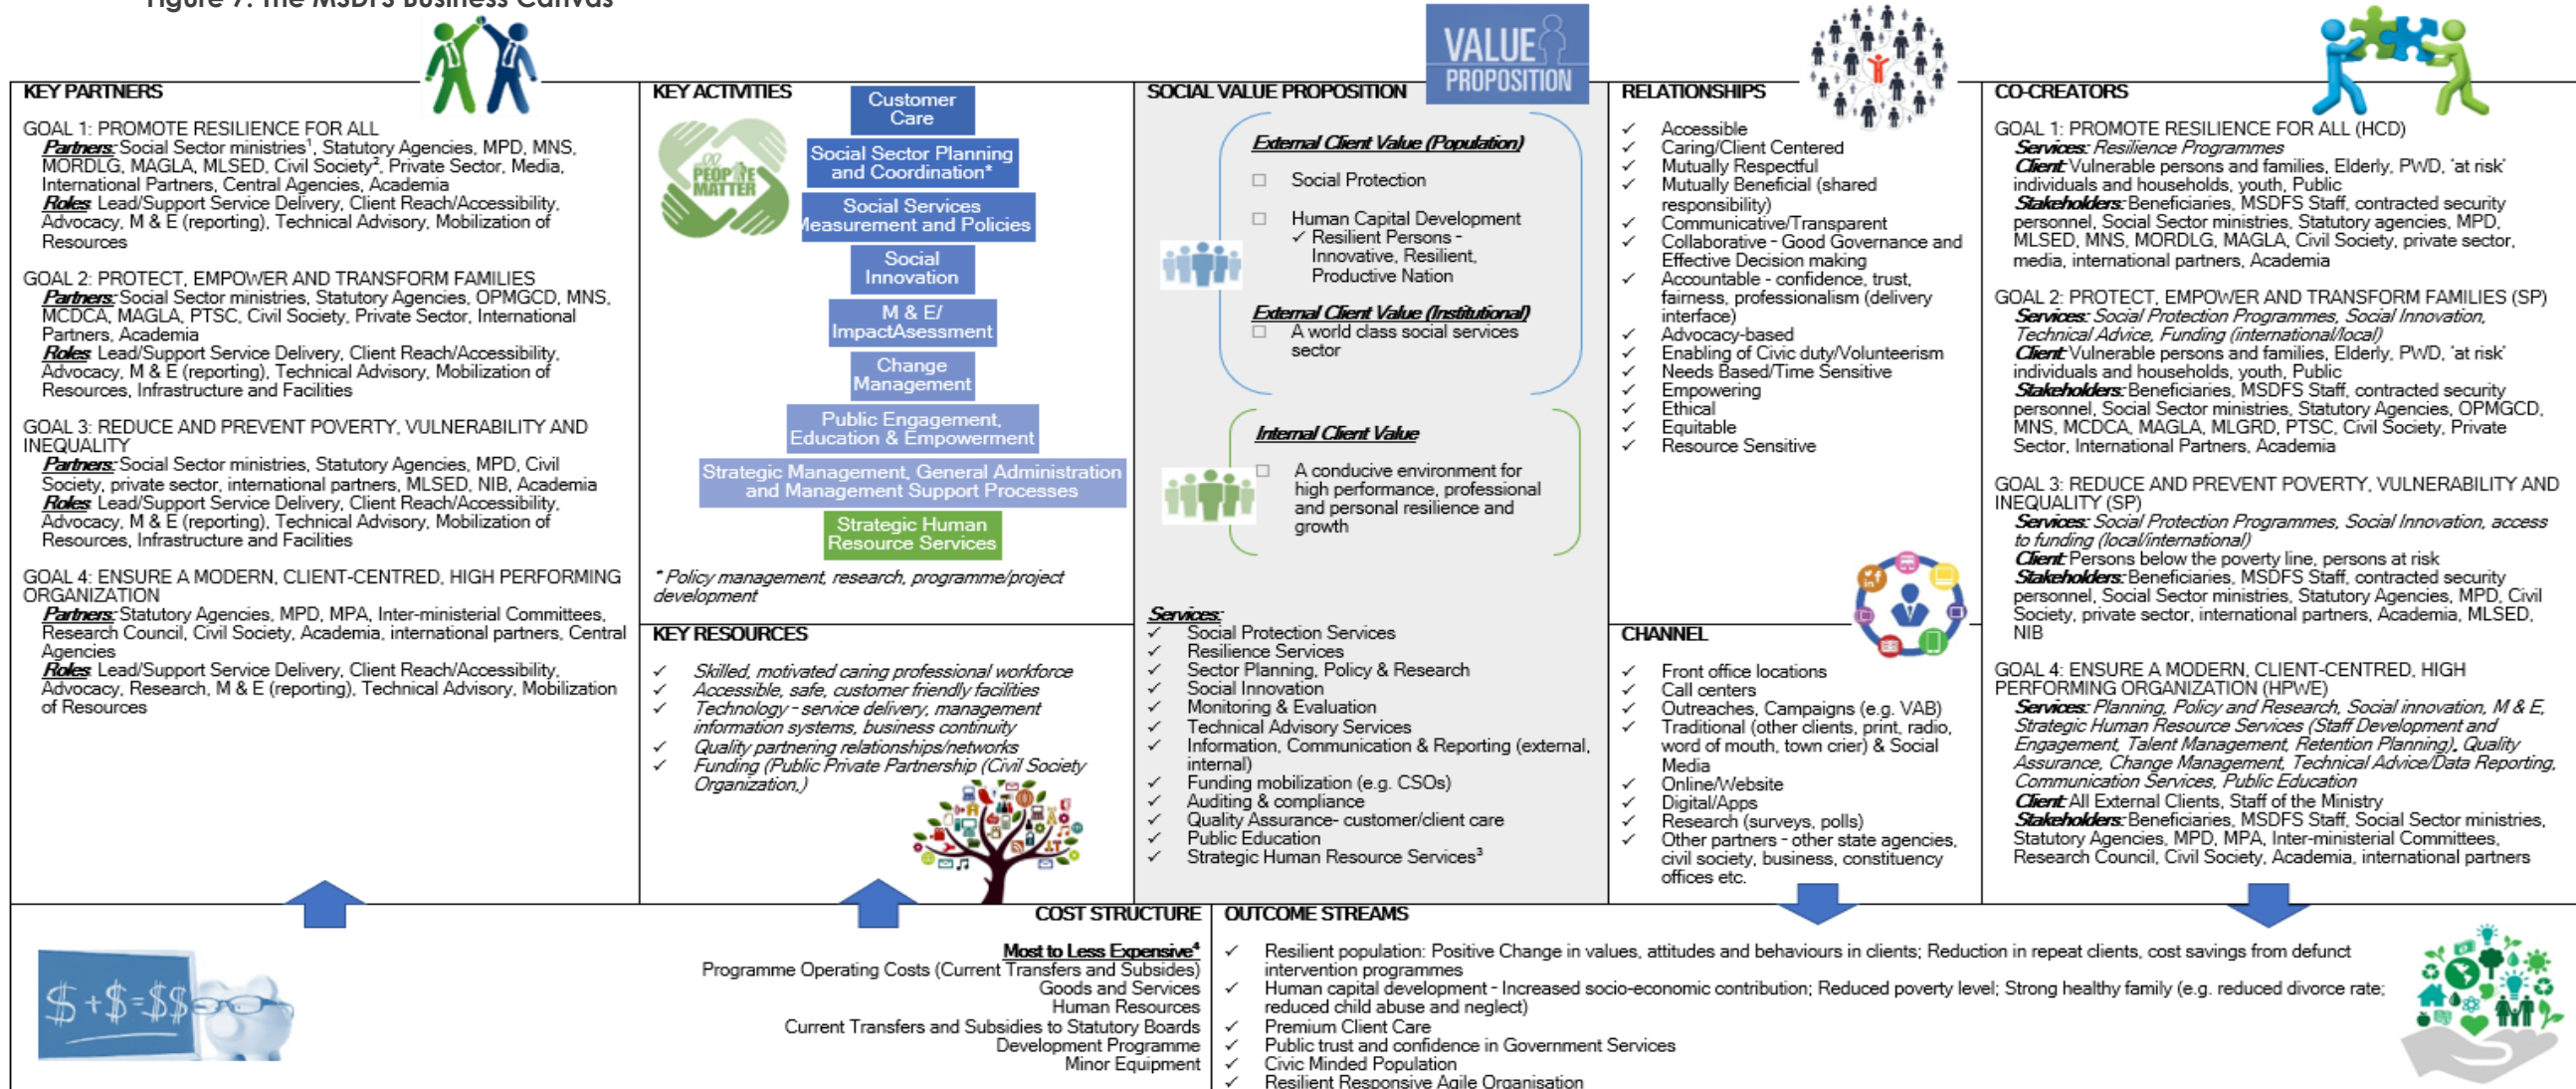 Figure 7: The MSDFS Business Canvas
KEY PARTNERS
GOAL 1: PROMOTE RESILIENCE FOR ALL
Partners: Social Sector ministries¹, Statutory Agencies, MPD, MNS,
MORDLG, MAGLA, MLSED, Civil Society², Private Sector, Media,
International Partners, Central Agencies, Academia
Roles: Lead/Support Service Delivery, Client Reach/Accessibility,
Advocacy, M & E (reporting), Technical Advisory, Mobilization of
Resources
GOAL 2: PROTECT, EMPOWER AND TRANSFORM FAMILIES
Partners: Social Sector ministries, Statutory Agencies, OPMGCD, MNS,
MCDCA, MAGLA, PTSC, Civil Society, Private Sector, International
Partners, Academia
Roles: Lead/Support Service Delivery, Client Reach/Accessibility,
Advocacy, M & E (reporting), Technical Advisory, Mobilization of
Resources, Infrastructure and Facilities
GOAL 3: REDUCE AND PREVENT POVERTY, VULNERABILITY AND
INEQUALITY
Partners: Social Sector ministries, Statutory Agencies, MPD, Civil
Society, private sector, international partners, MLSED, NIB, Academia
Roles: Lead/Support Service Delivery, Client Reach/Accessibility,
Advocacy, M & E (reporting), Technical Advisory, Mobilization of
Resources, Infrastructure and Facilities
GOAL 4: ENSURE A MODERN, CLIENT-CENTRED, HIGH PERFORMING
ORGANIZATION
Partners: Statutory Agencies, MPD, MPA, Inter-ministerial Committees,
Research Council, Civil Society, Academia, international partners, Central
Agencies
Roles: Lead/Support Service Delivery, Client Reach/Accessibility,
Advocacy, Research, M & E (reporting), Technical Advisory, Mobilization
of Resources
KEY ACTIVITIES
PEOPLE
MATTER
Customer
Care
Social Sector Planning
and Coordination*
Social Services
Measurement and Policies
Social
Innovation
M & E/
ImpactAsessment
Change
Management
Public Engagement,
Education & Empowerment
Strategic Management, General Administration
and Management Support Processes
Strategic Human
Resource Services
* Policy management, research, programme/project
development
KEY RESOURCES
✓ Skilled, motivated caring professional workforce
✓ Accessible, safe, customer friendly facilities
✓ Technology - service delivery, management
information systems, business continuity
✓ Quality partnering relationships/networks
✓ Funding (Public Private Partnership (Civil Society
Organization,)
SOCIAL VALUE PROPOSITION
VALUE
PROPOSITION
External Client Value (Population)
☐ Social Protection
☐ Human Capital Development
✓ Resilient Persons -
Innovative, Resilient,
Productive Nation
External Client Value (Institutional)
☐ A world class social services
sector
Internal Client Value
☐ A conducive environment for
high performance, professional
and personal resilience and
growth
Services:
✓ Social Protection Services
✓ Resilience Services
✓ Sector Planning, Policy & Research
✓ Social Innovation
✓ Monitoring & Evaluation
✓ Technical Advisory Services
✓ Information, Communication & Reporting (external,
internal)
✓ Funding mobilization (e.g. CSOs)
✓ Auditing & compliance
✓ Quality Assurance- customer/client care
✓ Public Education
✓ Strategic Human Resource Services³
RELATIONSHIPS
✓ Accessible
✓ Caring/Client Centered
✓ Mutually Respectful
✓ Mutually Beneficial (shared
responsibility)
✓ Communicative/Transparent
✓ Collaborative - Good Governance and
Effective Decision making
✓ Accountable - confidence, trust,
fairness, professionalism (delivery
interface)
✓ Advocacy-based
✓ Enabling of Civic duty/Volunteerism
✓ Needs Based/Time Sensitive
✓ Empowering
✓ Ethical
✓ Equitable
✓ Resource Sensitive
CHANNEL
✓ Front office locations
✓ Call centers
✓ Outreaches, Campaigns (e.g. VAB)
✓ Traditional (other clients, print, radio,
word of mouth, town crier) & Social
Media
✓ Online/Website
✓ Digital/Apps
✓ Research (surveys, polls)
✓ Other partners - other state agencies,
civil society, business, constituency
offices etc.
CO-CREATORS
GOAL 1: PROMOTE RESILIENCE FOR ALL (HCD)
Services: Resilience Programmes
Client: Vulnerable persons and families, Elderly, PWD, 'at risk'
individuals and households, youth, Public
Stakeholders: Beneficiaries, MSDFS Staff, contracted security
personnel, Social Sector ministries, Statutory agencies, MPD,
MLSED, MNS, MORDLG, MAGLA, Civil Society, private sector,
media, international partners, Academia
GOAL 2: PROTECT, EMPOWER AND TRANSFORM FAMILIES (SP)
Services: Social Protection Programmes, Social Innovation,
Technical Advice, Funding (international/local)
Client: Vulnerable persons and families, Elderly, PWD, 'at risk'
individuals and households, youth, Public
Stakeholders: Beneficiaries, MSDFS Staff, contracted security
personnel, Social Sector ministries, Statutory Agencies, OPMGCD,
MNS, MCDCA, MAGLA, MLGRD, PTSC, Civil Society, Private
Sector, International Partners, Academia
GOAL 3: REDUCE AND PREVENT POVERTY, VULNERABILITY AND
INEQUALITY (SP)
Services: Social Protection Programmes, Social Innovation, access
to funding (local/international)
Client: Persons below the poverty line, persons at risk
Stakeholders: Beneficiaries, MSDFS Staff, contracted security
personnel, Social Sector ministries, Statutory Agencies, MPD, Civil
Society, private sector, international partners, Academia, MLSED,
NIB
GOAL 4: ENSURE A MODERN, CLIENT-CENTRED, HIGH
PERFORMING ORGANIZATION (HPWE)
Services: Planning, Policy and Research, Social innovation, M & E,
Strategic Human Resource Services (Staff Development and
Engagement, Talent Management, Retention Planning), Quality
Assurance, Change Management, Technical Advice/Data Reporting,
Communication Services, Public Education
Client: All External Clients, Staff of the Ministry
Stakeholders: Beneficiaries, MSDFS Staff, Social Sector ministries,
Statutory Agencies, MPD, MPA, Inter-ministerial Committees,
Research Council, Civil Society, Academia, international partners
$+$=$$
COST STRUCTURE
Most to Less Expensive⁴
Programme Operating Costs (Current Transfers and Subsides)
Goods and Services
Human Resources
Current Transfers and Subsidies to Statutory Boards
Development Programme
Minor Equipment
OUTCOME STREAMS
✓ Resilient population: Positive Change in values, attitudes and behaviours in clients; Reduction in repeat clients, cost savings from defunct
intervention programmes
✓ Human capital development - Increased socio-economic contribution; Reduced poverty level; Strong healthy family (e.g. reduced divorce rate;
reduced child abuse and neglect)
✓ Premium Client Care
✓ Public trust and confidence in Government Services
✓ Civic Minded Population
✓ Resilient Responsive Agile Organisation